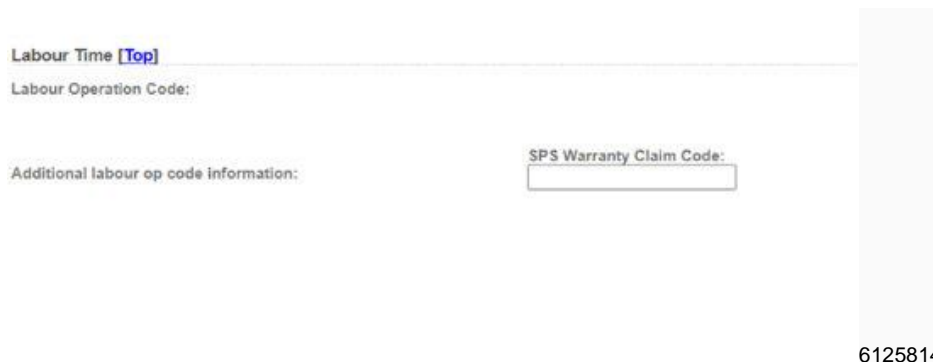 Labour Time [Top]
Labour Operation Code:
SPS Warranty Claim Code:
Additional labour op code information: